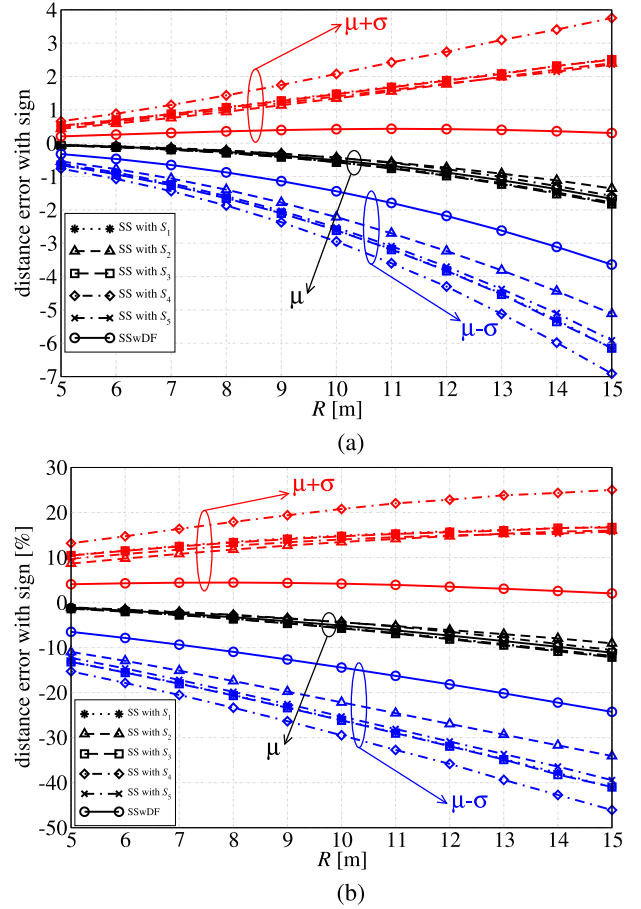 4
3
2
1
0
-1
-2
-3
-4
-5
-6
-7
distance error with sign
μ+σ
μ
μ-σ
SS with S1
SS with S2
SS with S3
SS with S4
SS with S5
SSwDF
5 6 7 8 9 10 11 12 13 14 15
R [m]
(a)
30
20
10
0
-10
-20
-30
-40
-50
distance error with sign [%]
μ+σ
μ
μ-σ
SS with S1
SS with S2
SS with S3
SS with S4
SS with S5
SSwDF
5 6 7 8 9 10 11 12 13 14 15
R [m]
(b)